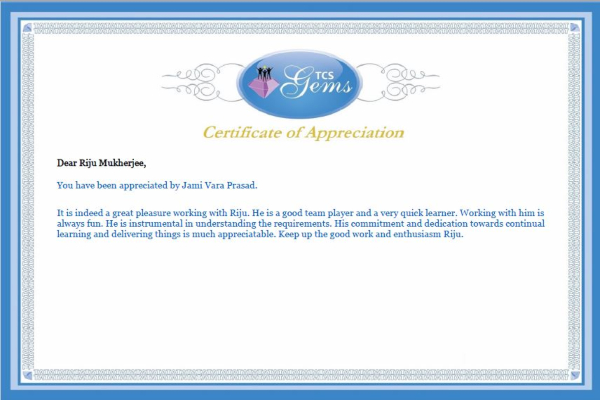 TCS
Gems
Certificate of Appreciation
Dear Riju Mukherjee,
You have been appreciated by Jami Vara Prasad.
It is indeed a great pleasure working with Riju. He is a good team player and a very quick learner. Working with him is
always fun. He is instrumental in understanding the requirements. His commitment and dedication towards continual
learning and delivering things is much appreciatable. Keep up the good work and enthusiasm Riju.